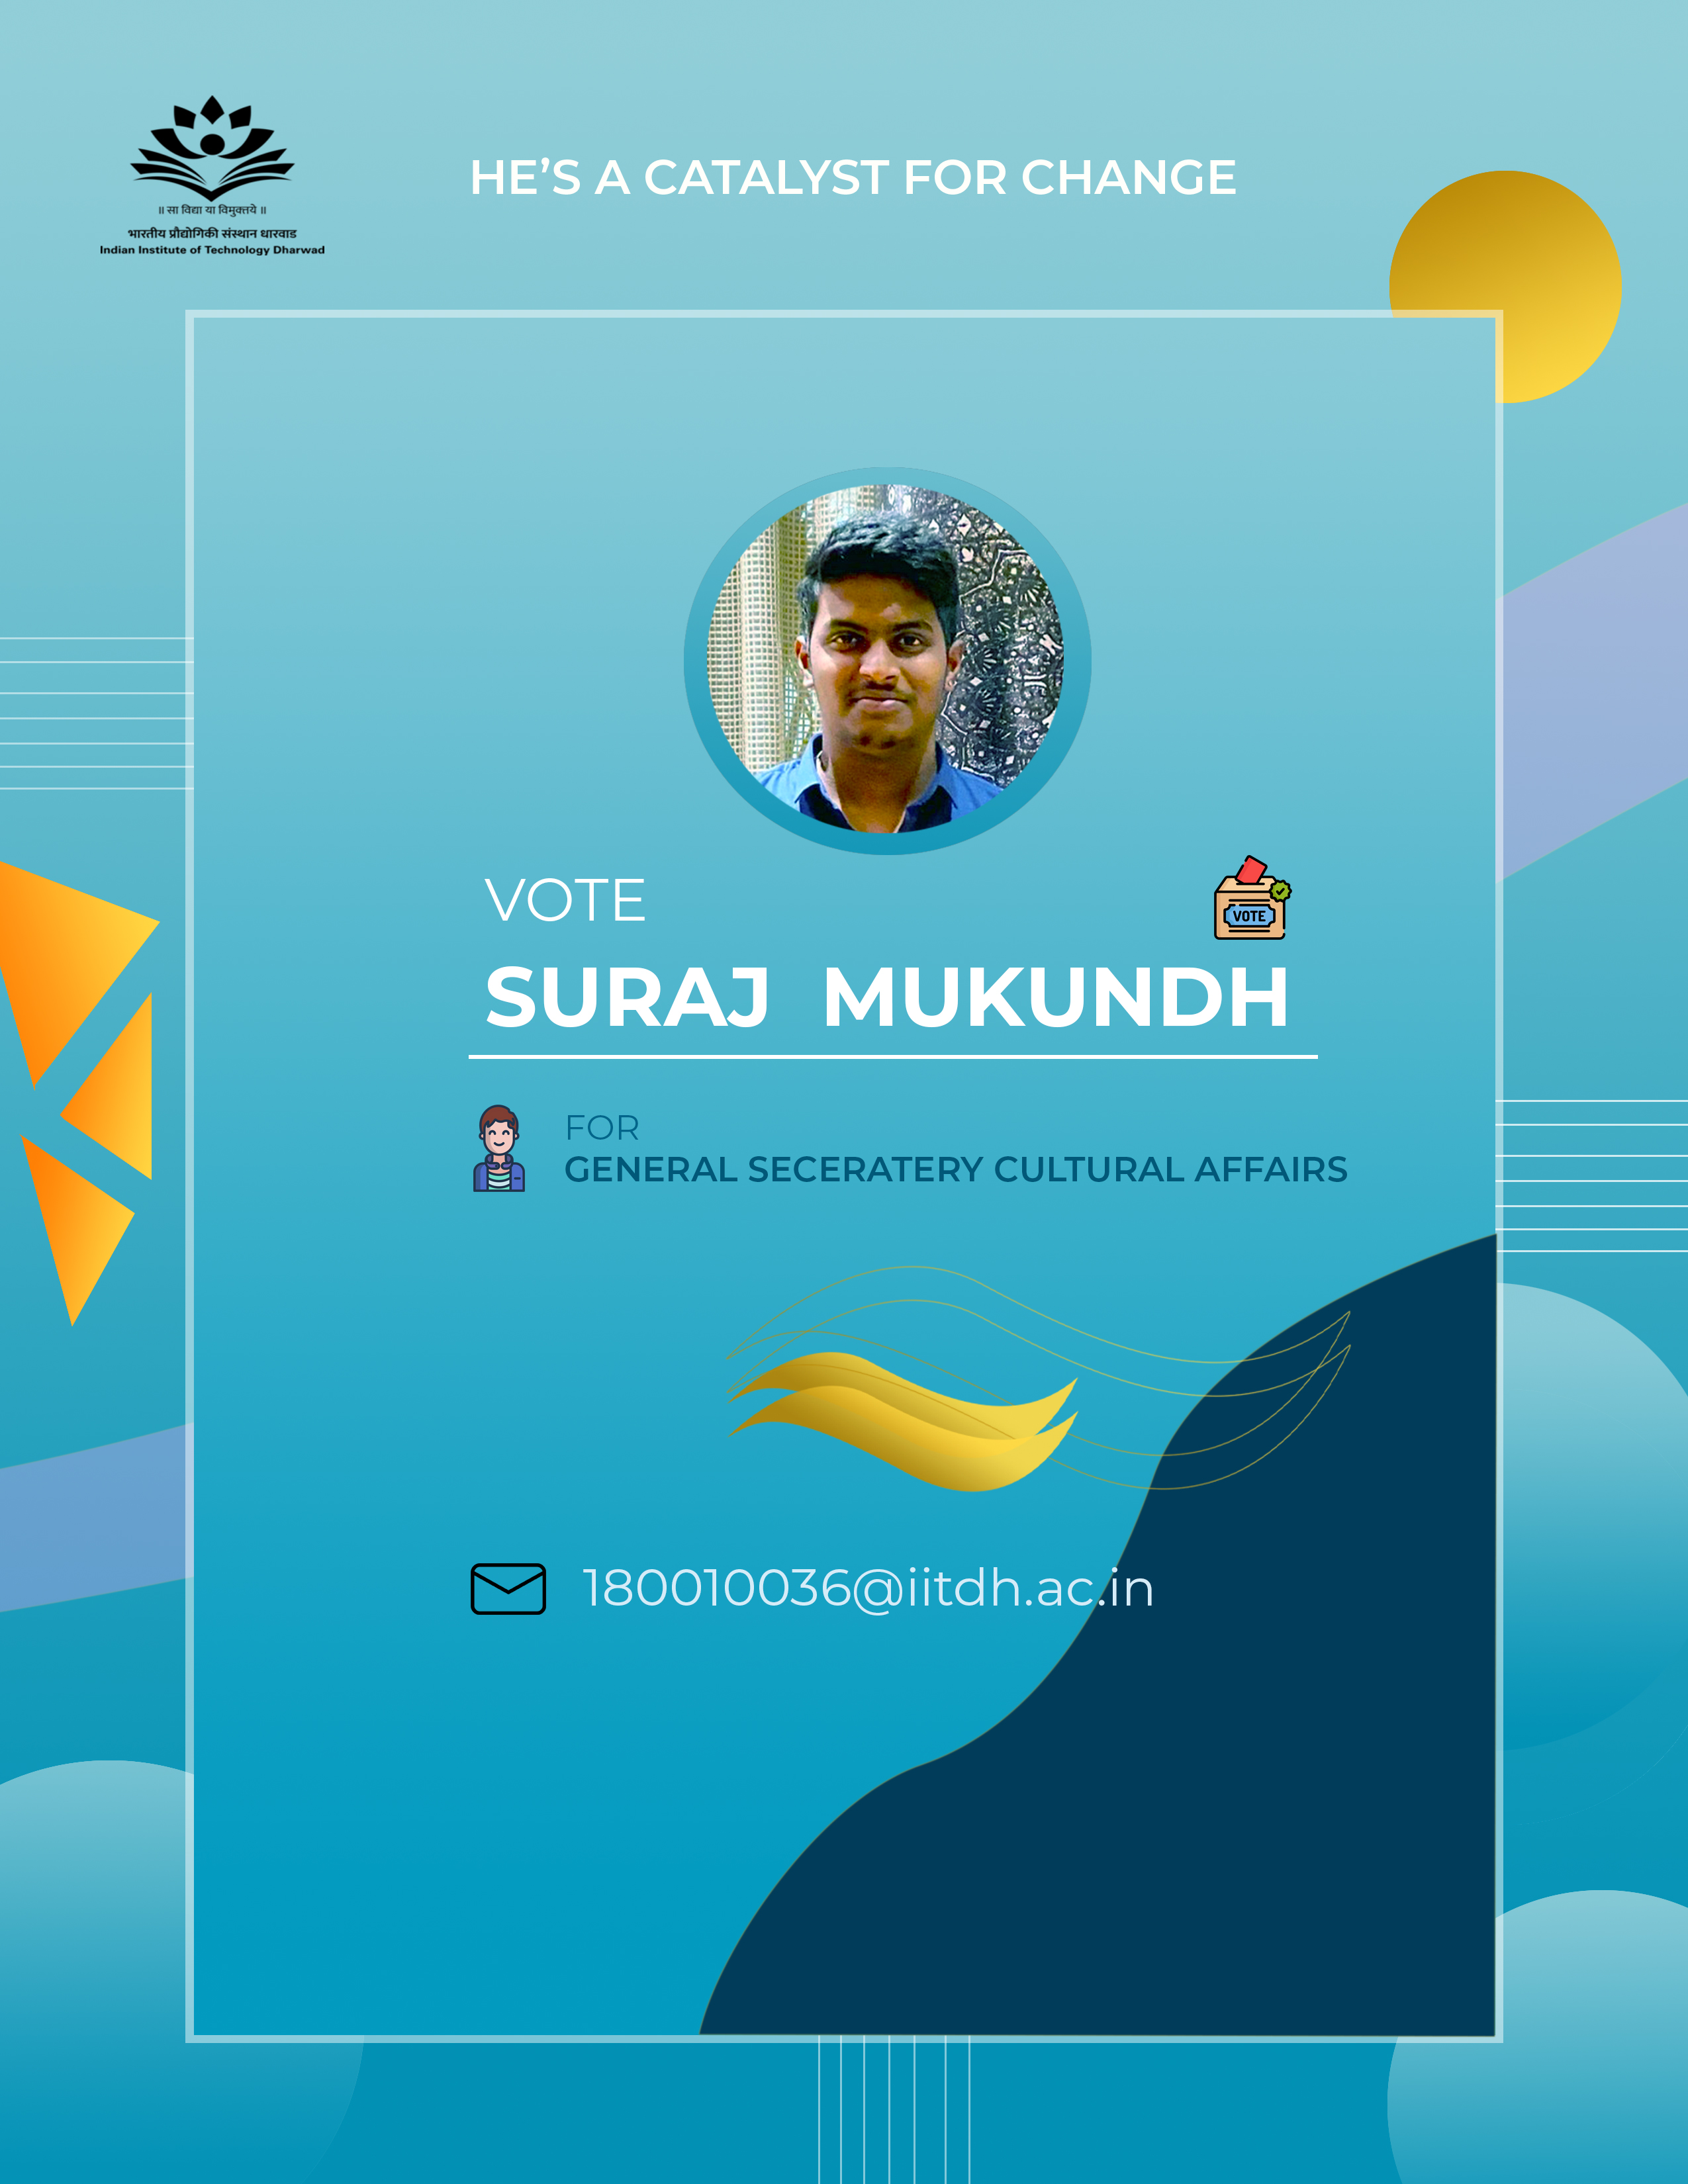 ॥ सा विद्या या विमुक्तये ॥
भारतीय प्रौद्योगिकी संस्थान धारवाड
Indian Institute of Technology Dharwad
HE’S A CATALYST FOR CHANGE
VOTE
VOTE
SURAJ MUKUNDH
FOR
GENERAL SECERATERY CULTURAL AFFAIRS
180010036@iitdh.ac.in